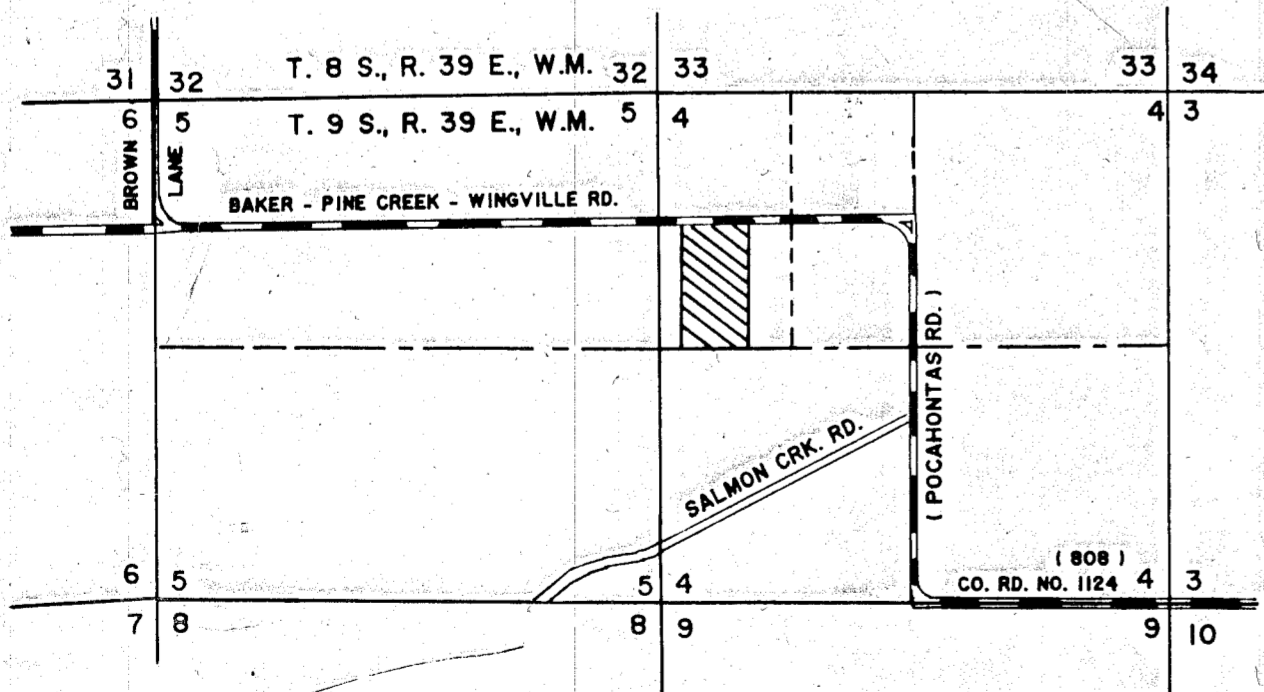 T. 8 S., R. 39 E., W.M.
31 32
32 33
33 34
6 5
T. 9 S., R. 39 E., W.M.
5 4
4 3
BROWN
LANE
BAKER - PINE CREEK - WINGVILLE RD.
(POCAHONTAS RD.)
SALMON CRK. RD.
(808)
CO. RD. NO. 1124
6 5
5 4
4 3
7 8
8 9
9 10